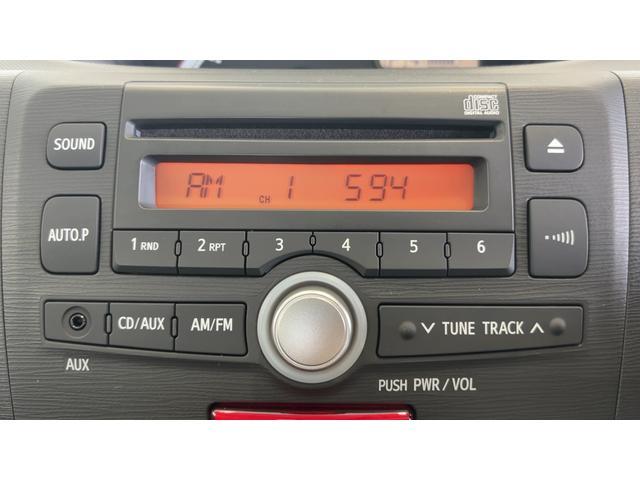 COMPACT
disc
DIGITAL AUDIO
SOUND
AM CH 1 594
AUTO.P
1 RND 2 RPT 3 4 5 6
CD/AUX AM/FM ∨ TUNE TRACK ∧
AUX
PUSH PWR/VOL